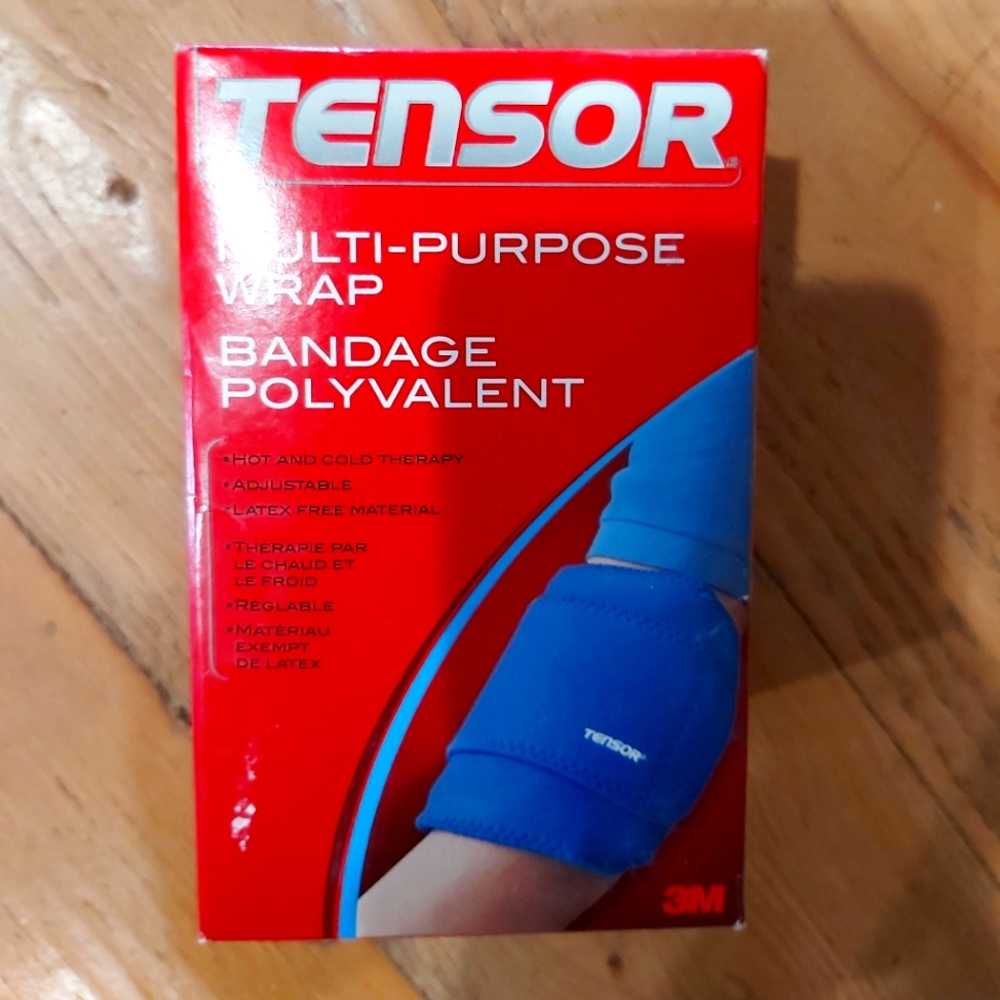 TENSOR
MULTI-PURPOSE
WRAP
BANDAGE
POLYVALENT
•HOT AND COLD THERAPY
•ADJUSTABLE
•LATEX FREE MATERIAL
•THÉRAPIE PAR
LE CHAUD ET
LE FROID
•RÉGLABLE
•MATÉRIAU
EXEMPT
DE LATEX
TENSOR
3M